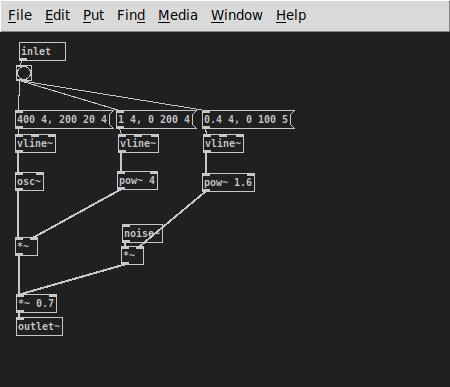 File Edit Put Find Media Window Help
inlet
400 4, 200 20 4
1 4, 0 200 4
0.4 4, 0 100 5
vline~
vline~
vline~
osc~
pow~ 4
pow~ 1.6
noise~
*~
*~
*~ 0.7
outlet~